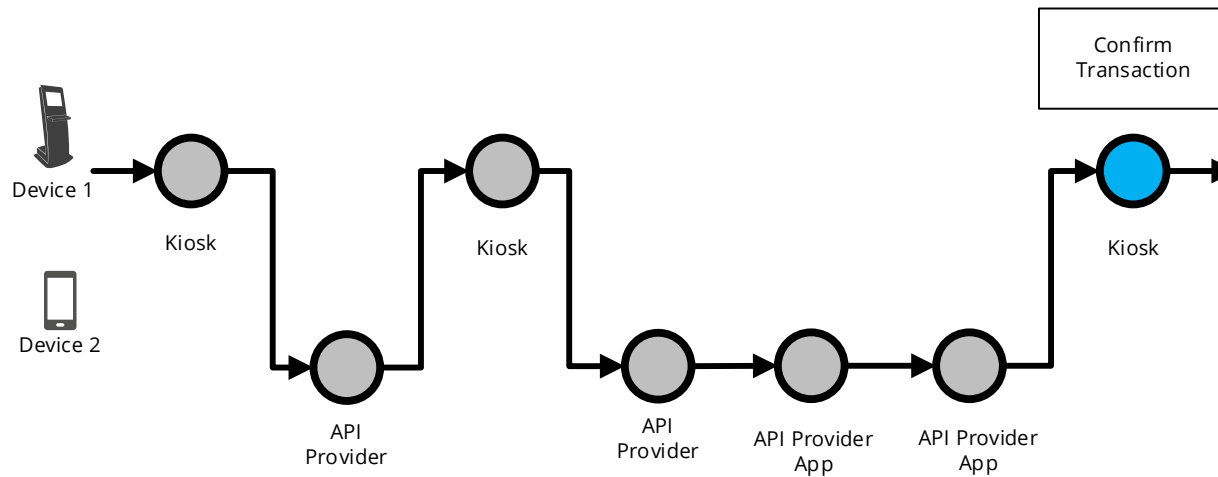 Confirm
Transaction
Device 1
Kiosk
Kiosk
Kiosk
Device 2
API
Provider
API
Provider
API Provider
App
API Provider
App